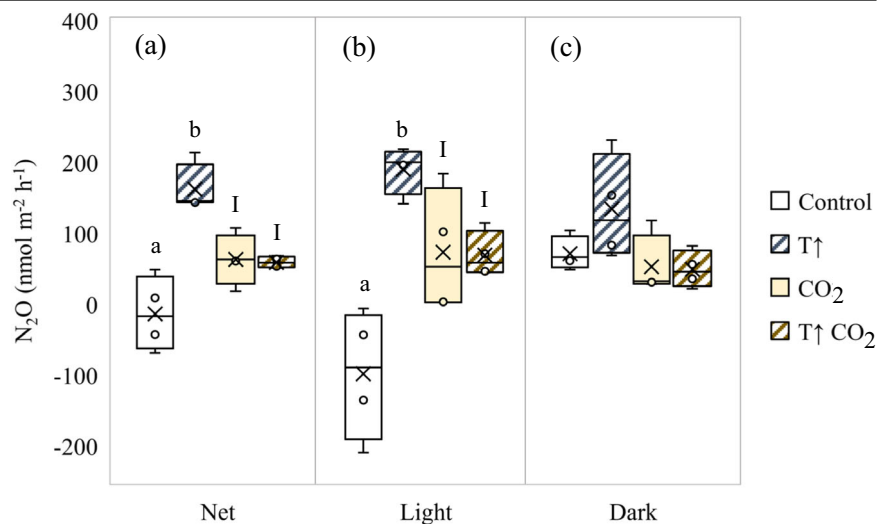 400
300
200
100
0
-100
-200
N₂O (nmol m⁻² h⁻¹)
(a)
b
a
I
I
(b)
b
a
I
I
(c)
Net
Light
Dark
Control
T↑
CO₂
T↑ CO₂